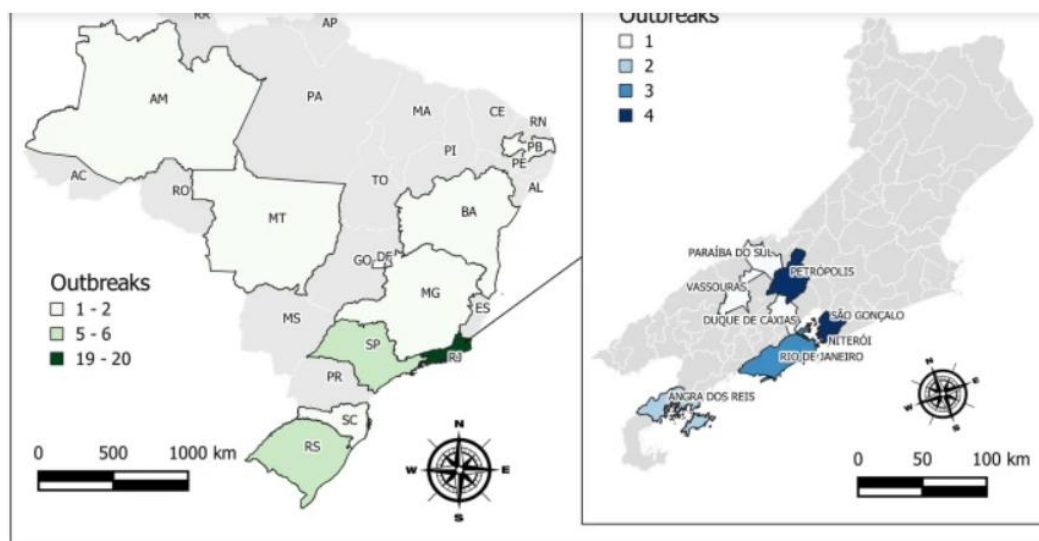 RR
AP
AM
PA
MA
CE
RN
PB
PI
PE
AL
AC
RO
TO
MT
BA
GO
DF
MG
ES
MS
SP
RJ
PR
SC
RS
Outbreaks
1 - 2
5 - 6
19 - 20
0 500 1000 km
N
W E
S
Outbreaks
1
2
3
4
PARAÍBA DO SUL
PETRÓPOLIS
VASSOURAS
DUQUE DE CAXIAS
SÃO GONÇALO
NITERÓI
RIO DE JANEIRO
ANGRA DOS REIS
N
W E
S
0 50 100 km